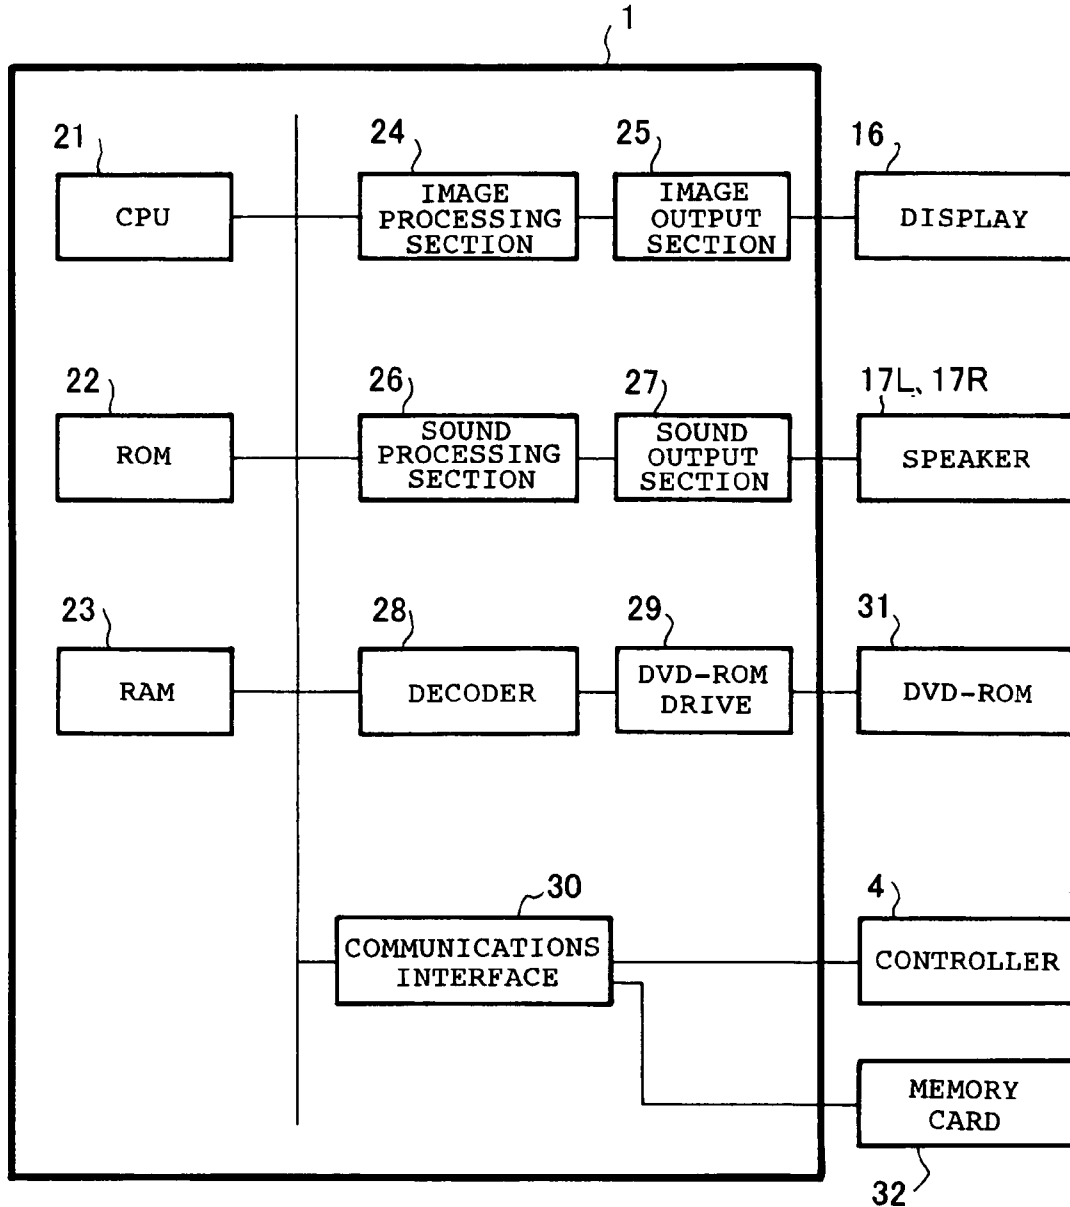 1
21
24
25
16
CPU
IMAGE
PROCESSING
SECTION
IMAGE
OUTPUT
SECTION
DISPLAY
22
26
27
17L、17R
ROM
SOUND
PROCESSING
SECTION
SOUND
OUTPUT
SECTION
SPEAKER
23
28
29
31
RAM
DECODER
DVD-ROM
DRIVE
DVD-ROM
30
4
COMMUNICATIONS
INTERFACE
CONTROLLER
MEMORY
CARD
32